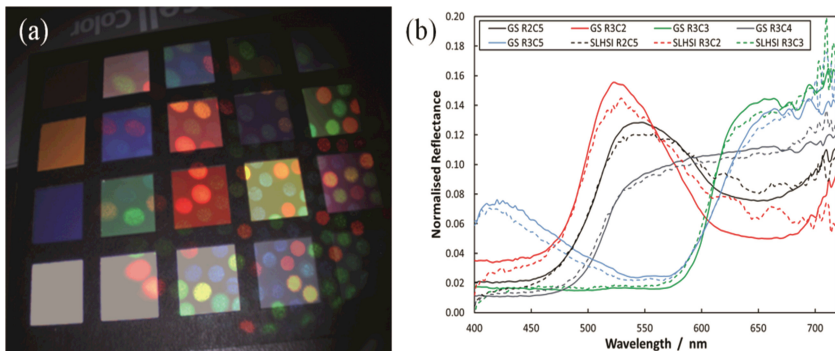 (a)
cell Color
(b)
GS R2C5 GS R3C2 GS R3C3 GS R3C4
GS R3C5 SLHSI R2C5 SLHSI R3C2 SLHSI R3C3
Normalised Reflectance
0.20
0.18
0.16
0.14
0.12
0.10
0.08
0.06
0.04
0.02
0.00
400 450 500 550 600 650 700
Wavelength / nm